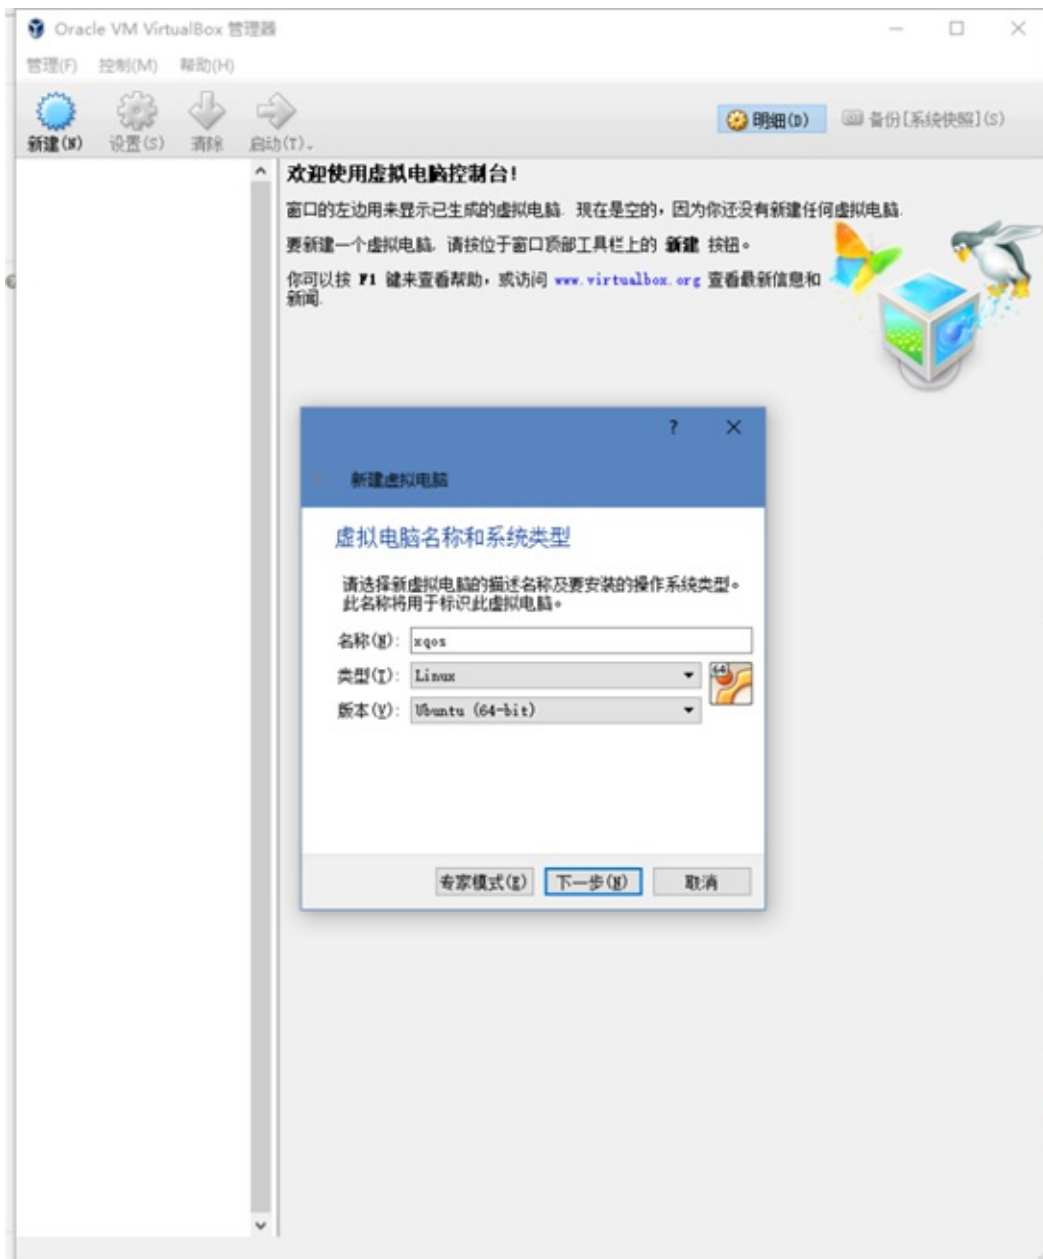 Oracle VM VirtualBox 管理器
管理(F) 控制(M) 帮助(H)
新建(N) 设置(S) 清除 启动(T) 明细(D) 备份[系统快照](S)
欢迎使用虚拟电脑控制台!
窗口的左边用来显示已生成的虚拟电脑. 现在是空的，因为你还没有新建任何虚拟电脑.
要新建一个虚拟电脑, 请按位于窗口顶部工具栏上的 新建 按钮。
你可以按 F1 键来查看帮助，或访问 www.virtualbox.org 查看最新信息和
新闻.
? ×
新建虚拟电脑
虚拟电脑名称和系统类型
请选择新虚拟电脑的描述名称及要安装的操作系统类型。
此名称将用于标识此虚拟电脑。
名称(N): xqos
类型(T): Linux
64
版本(V): Ubuntu (64-bit)
专家模式(E) 下一步(N) 取消